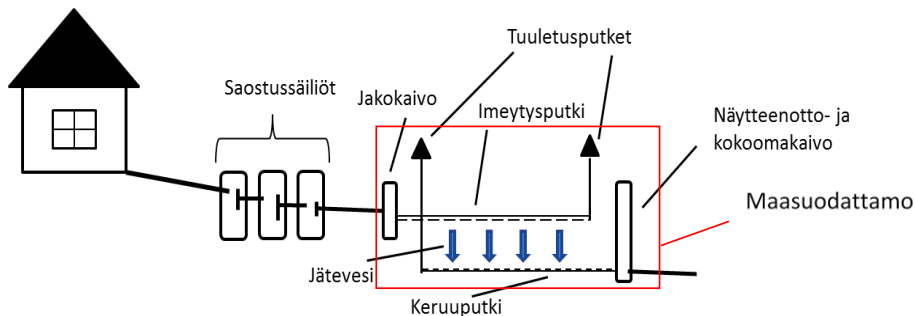 Tuuletusputket
Saostussäiliöt
Jakokaivo
Imeytysputki
Näytteenotto- ja
kokoomakaivo
Maasuodattamo
Jätevesi
Keruuputki